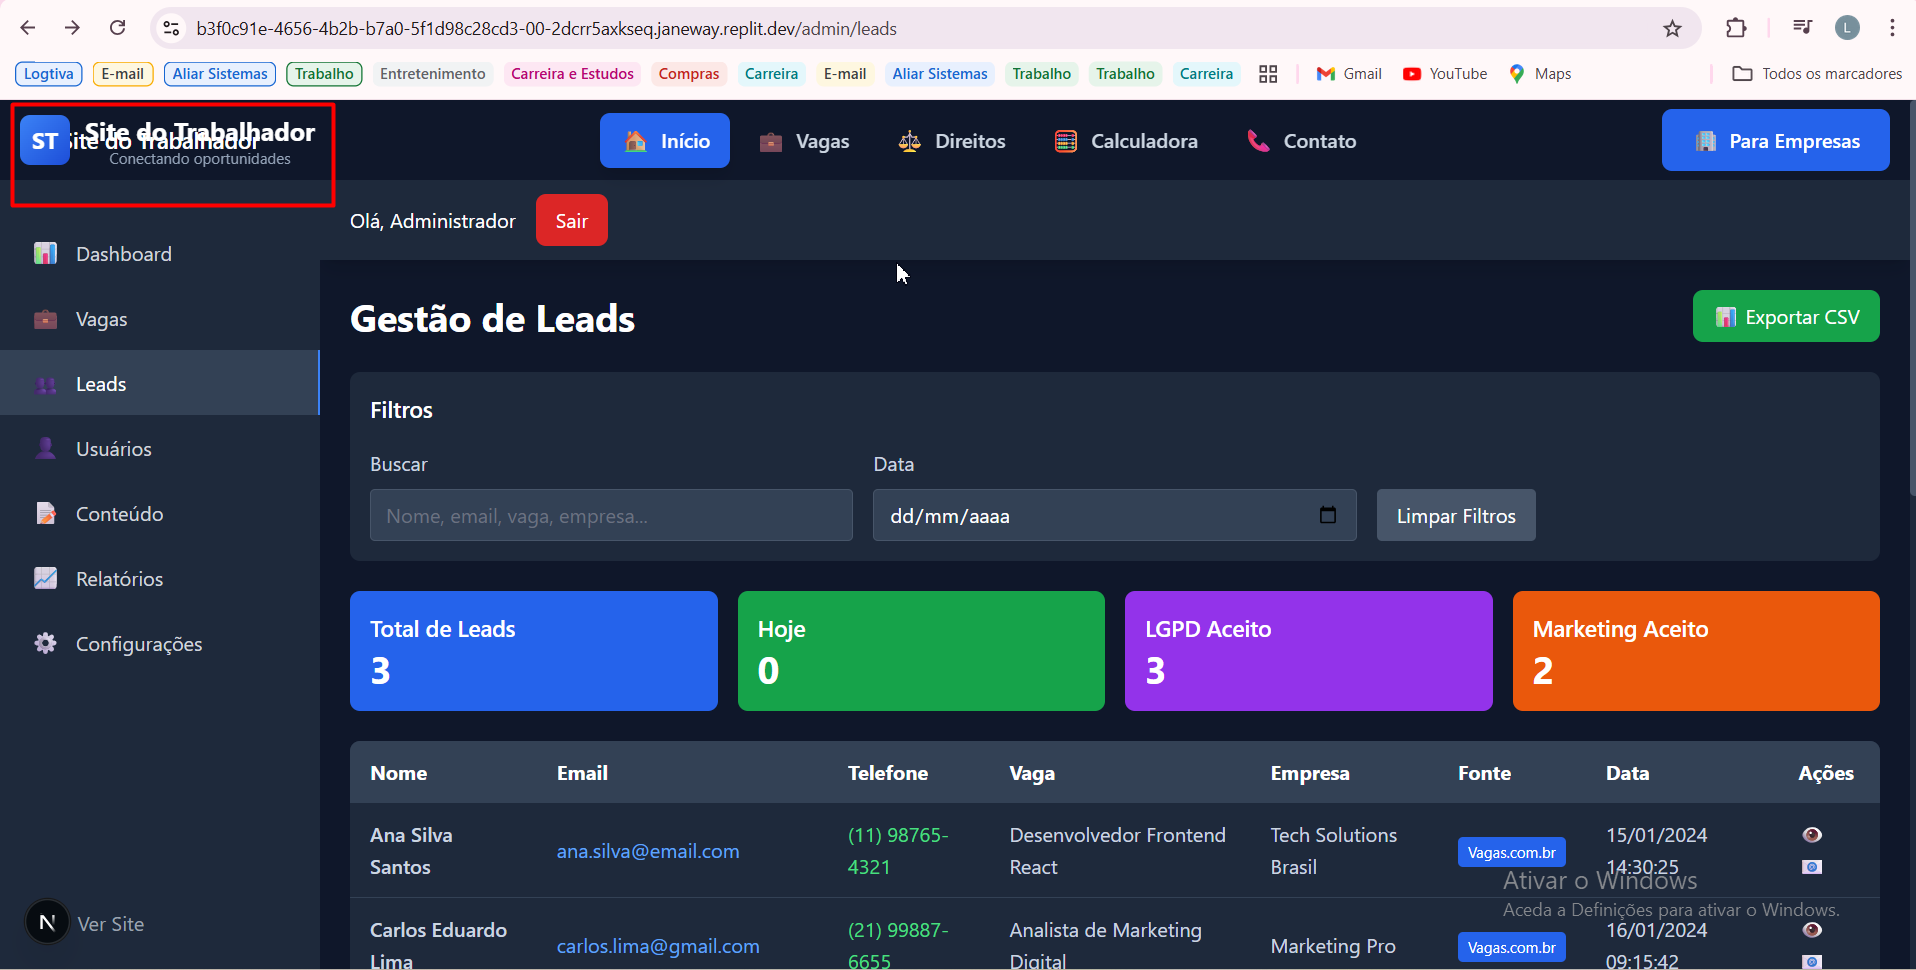 b3f0c91e-4656-4b2b-b7a0-5f1d98c28cd3-00-2dcrr5axkseq.janeway.replit.dev/admin/leads
L
Logtiva E-mail Aliar Sistemas Trabalho Entretenimento Carreira e Estudos Compras Carreira E-mail Aliar Sistemas Trabalho Trabalho Carreira Gmail YouTube Maps Todos os marcadores
ST Site do Trabalhador
Site do Trabalhador
Conectando oportunidades
Início Vagas Direitos Calculadora Contato Para Empresas
Olá, Administrador Sair
Dashboard
Vagas
Leads
Usuários
Conteúdo
Relatórios
Configurações
N Ver Site
Gestão de Leads Exportar CSV
Filtros
Buscar Data
Nome, email, vaga, empresa... dd/mm/aaaa Limpar Filtros
Total de Leads
3
Hoje
0
LGPD Aceito
3
Marketing Aceito
2
Nome Email Telefone Vaga Empresa Fonte Data Ações
Ana Silva Santos ana.silva@email.com (11) 98765-4321 Desenvolvedor Frontend React Tech Solutions Brasil Vagas.com.br 15/01/2024 14:30:25
Carlos Eduardo Lima carlos.lima@gmail.com (21) 99887-6655 Analista de Marketing Digital Marketing Pro Vagas.com.br 16/01/2024 09:15:42
Ativar o Windows
Aceda a Definições para ativar o Windows.